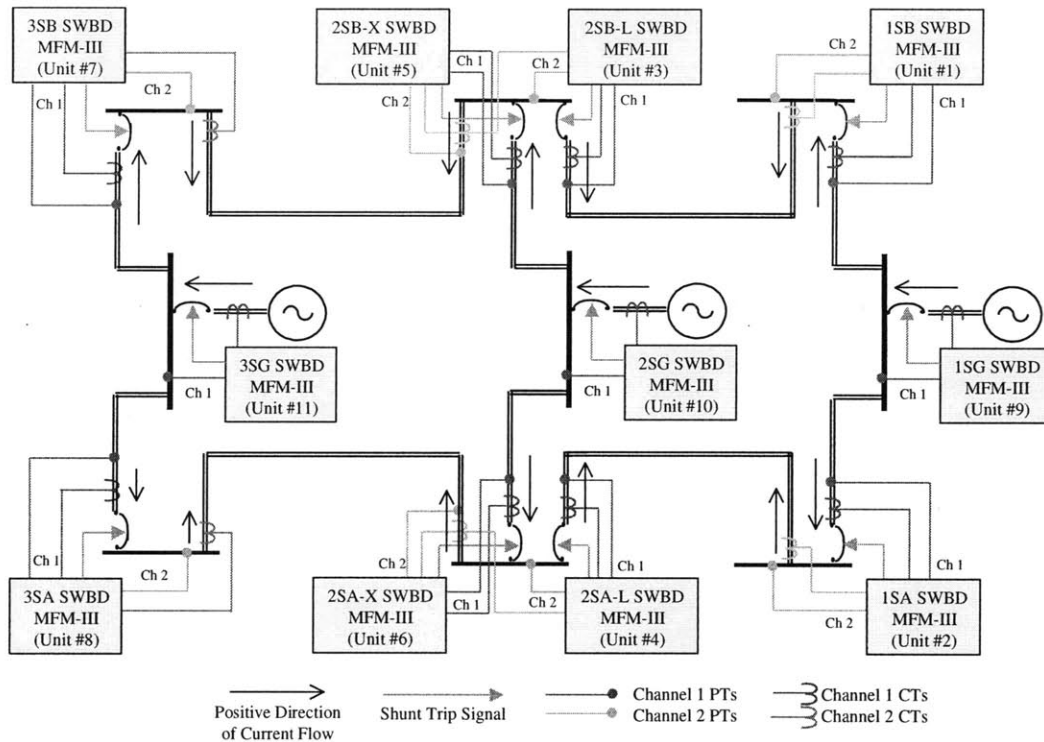 3SB SWBD
MFM-III
(Unit #7)
2SB-X SWBD
MFM-III
(Unit #5)
2SB-L SWBD
MFM-III
(Unit #3)
1SB SWBD
MFM-III
(Unit #1)
Ch 1
Ch 2
Ch 2
Ch 1
Ch 2
Ch 1
Ch 2
Ch 1
3SG SWBD
MFM-III
(Unit #11)
Ch 1
2SG SWBD
MFM-III
(Unit #10)
Ch 1
1SG SWBD
MFM-III
(Unit #9)
Ch 1
Ch 1
Ch 2
Ch 2
Ch 1
Ch 2
Ch 1
Ch 2
Ch 1
3SA SWBD
MFM-III
(Unit #8)
2SA-X SWBD
MFM-III
(Unit #6)
2SA-L SWBD
MFM-III
(Unit #4)
1SA SWBD
MFM-III
(Unit #2)
Positive Direction
of Current Flow
Shunt Trip Signal
Channel 1 PTs
Channel 2 PTs
Channel 1 CTs
Channel 2 CTs